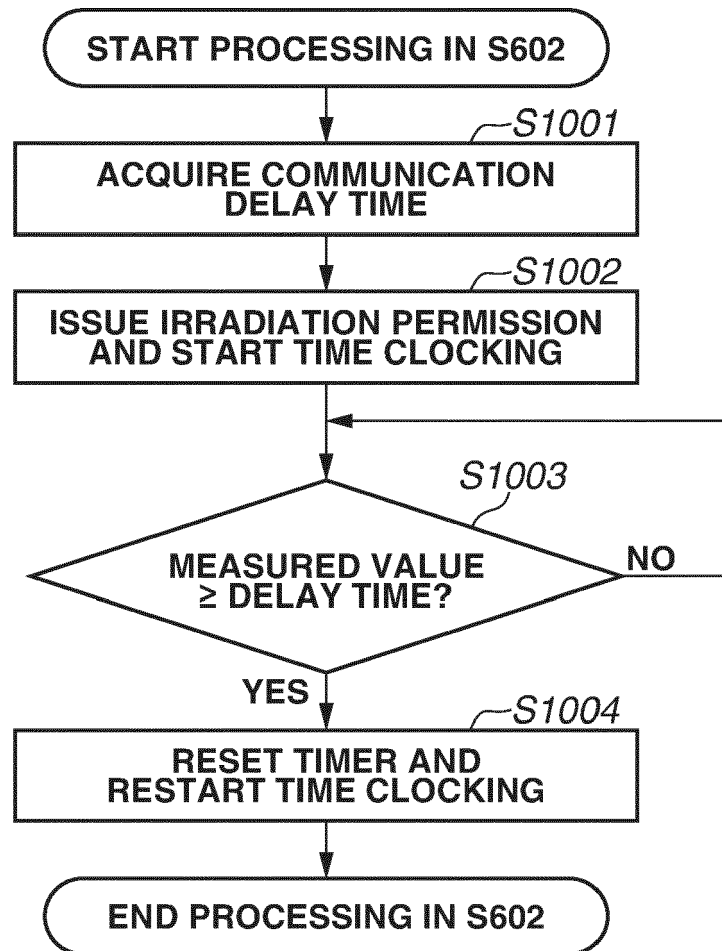 START PROCESSING IN S602
S1001
ACQUIRE COMMUNICATION
DELAY TIME
S1002
ISSUE IRRADIATION PERMISSION
AND START TIME CLOCKING
S1003
MEASURED VALUE
≥ DELAY TIME?
NO
YES
S1004
RESET TIMER AND
RESTART TIME CLOCKING
END PROCESSING IN S602